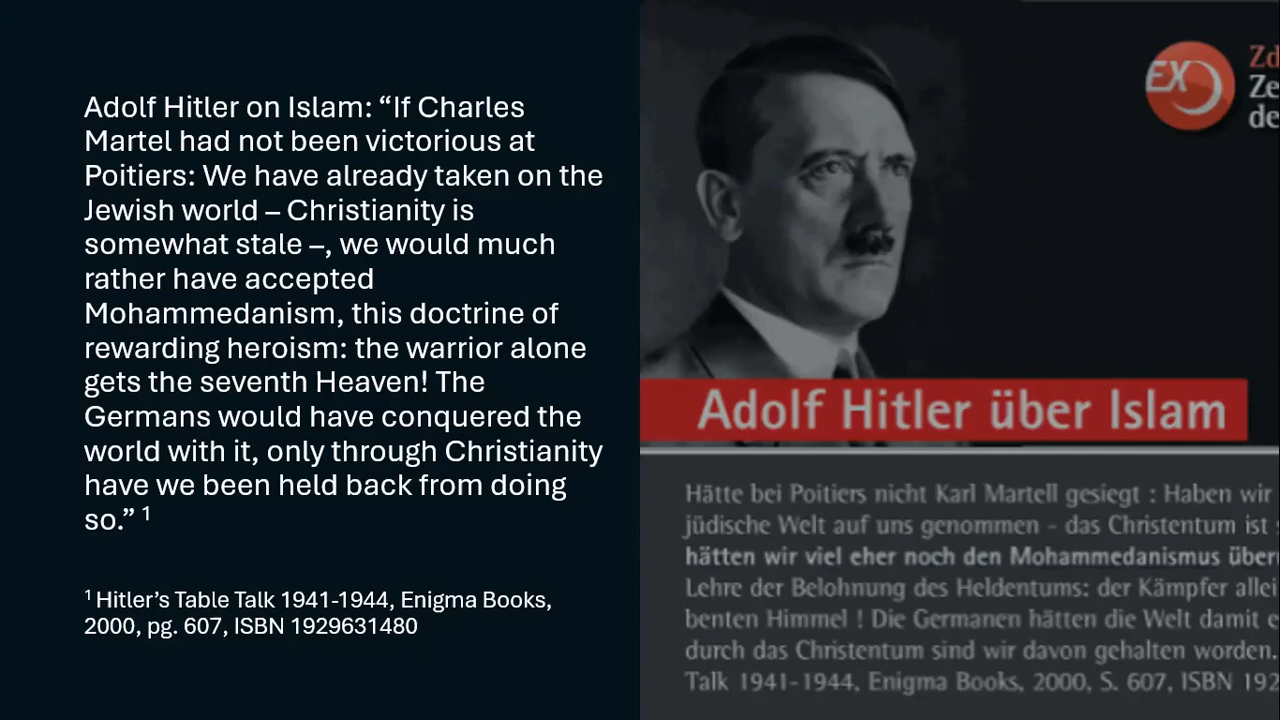 Adolf Hitler on Islam: “If Charles
Martel had not been victorious at
Poitiers: We have already taken on the
Jewish world – Christianity is
somewhat stale –, we would much
rather have accepted
Mohammedanism, this doctrine of
rewarding heroism: the warrior alone
gets the seventh Heaven! The
Germans would have conquered the
world with it, only through Christianity
have we been held back from doing
so.” ¹
¹ Hitler’s Table Talk 1941-1944, Enigma Books,
2000, pg. 607, ISBN 1929631480
EX
Zd
Ze
de
Adolf Hitler über Islam
Hätte bei Poitiers nicht Karl Martell gesiegt : Haben wir
jüdische Welt auf uns genommen - das Christentum ist
hätten wir viel eher noch den Mohammedanismus über
Lehre der Belohnung des Heldentums: der Kämpfer allei
benten Himmel ! Die Germanen hätten die Welt damit e
durch das Christentum sind wir davon gehalten worden.
Talk 1941-1944, Enigma Books, 2000, S. 607, ISBN 192